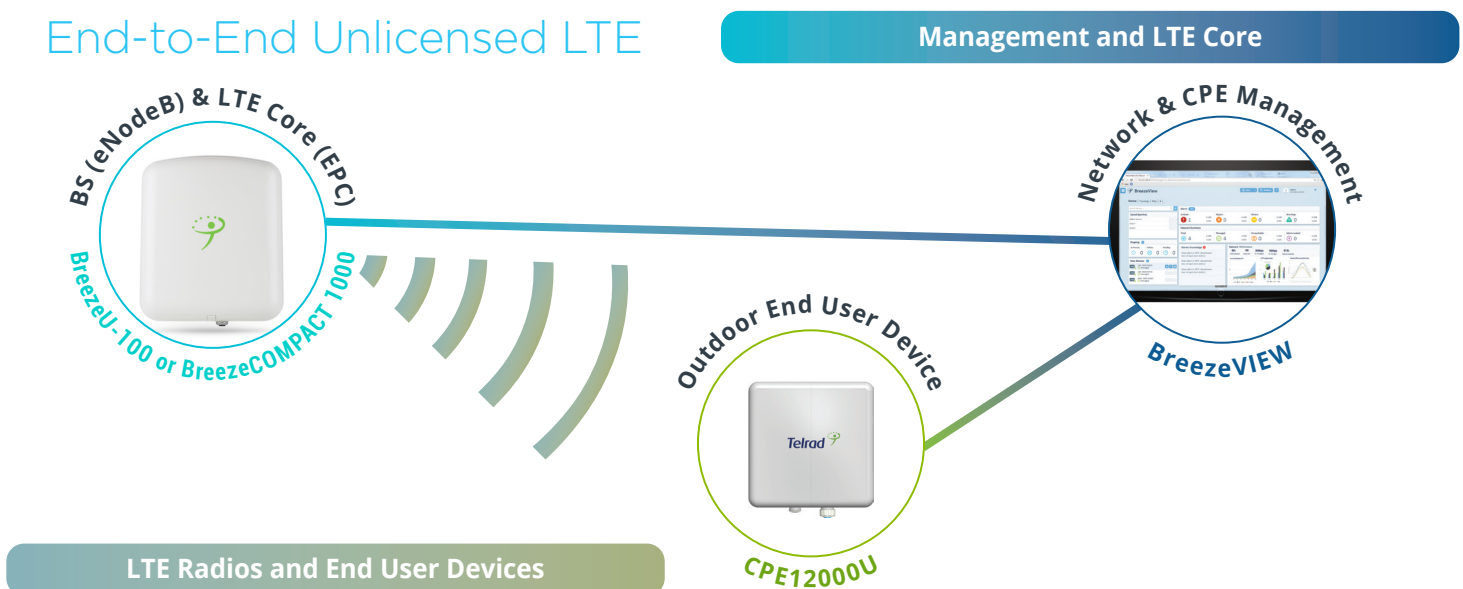 End-to-End Unlicensed LTE
Management and LTE Core
BS (eNodeB) & LTE Core (EPC)
BreezeU-100 or BreezeCOMPACT 1000
Network & CPE Management
BreezeView
BreezeVIEW
Outdoor End User Device
Telrad
CPE12000U
LTE Radios and End User Devices